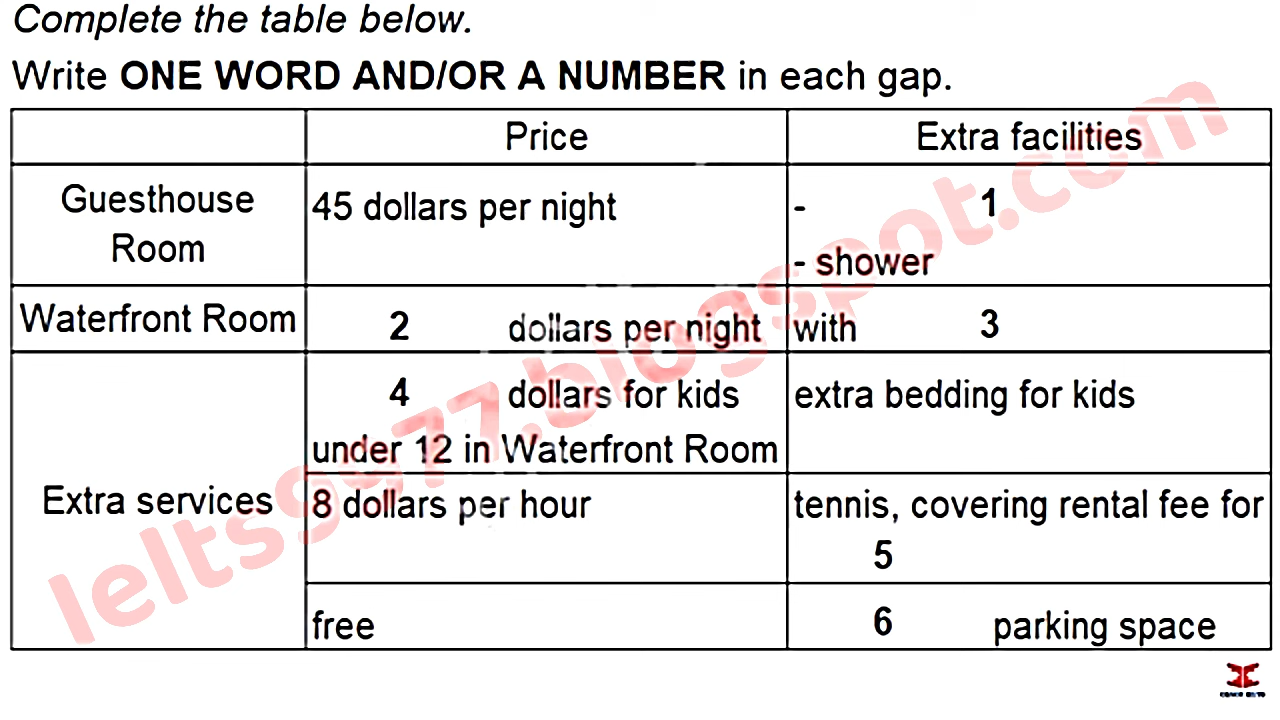 Complete the table below.
Write ONE WORD AND/OR A NUMBER in each gap.
Price
Extra facilities
Guesthouse
Room
45 dollars per night
- 1
- shower
Waterfront Room
2 dollars per night
with 3
Extra services
4 dollars for kids
under 12 in Waterfront Room
extra bedding for kids
8 dollars per hour
tennis, covering rental fee for
5
free
6 parking space
Ielts9977.blogspot.com